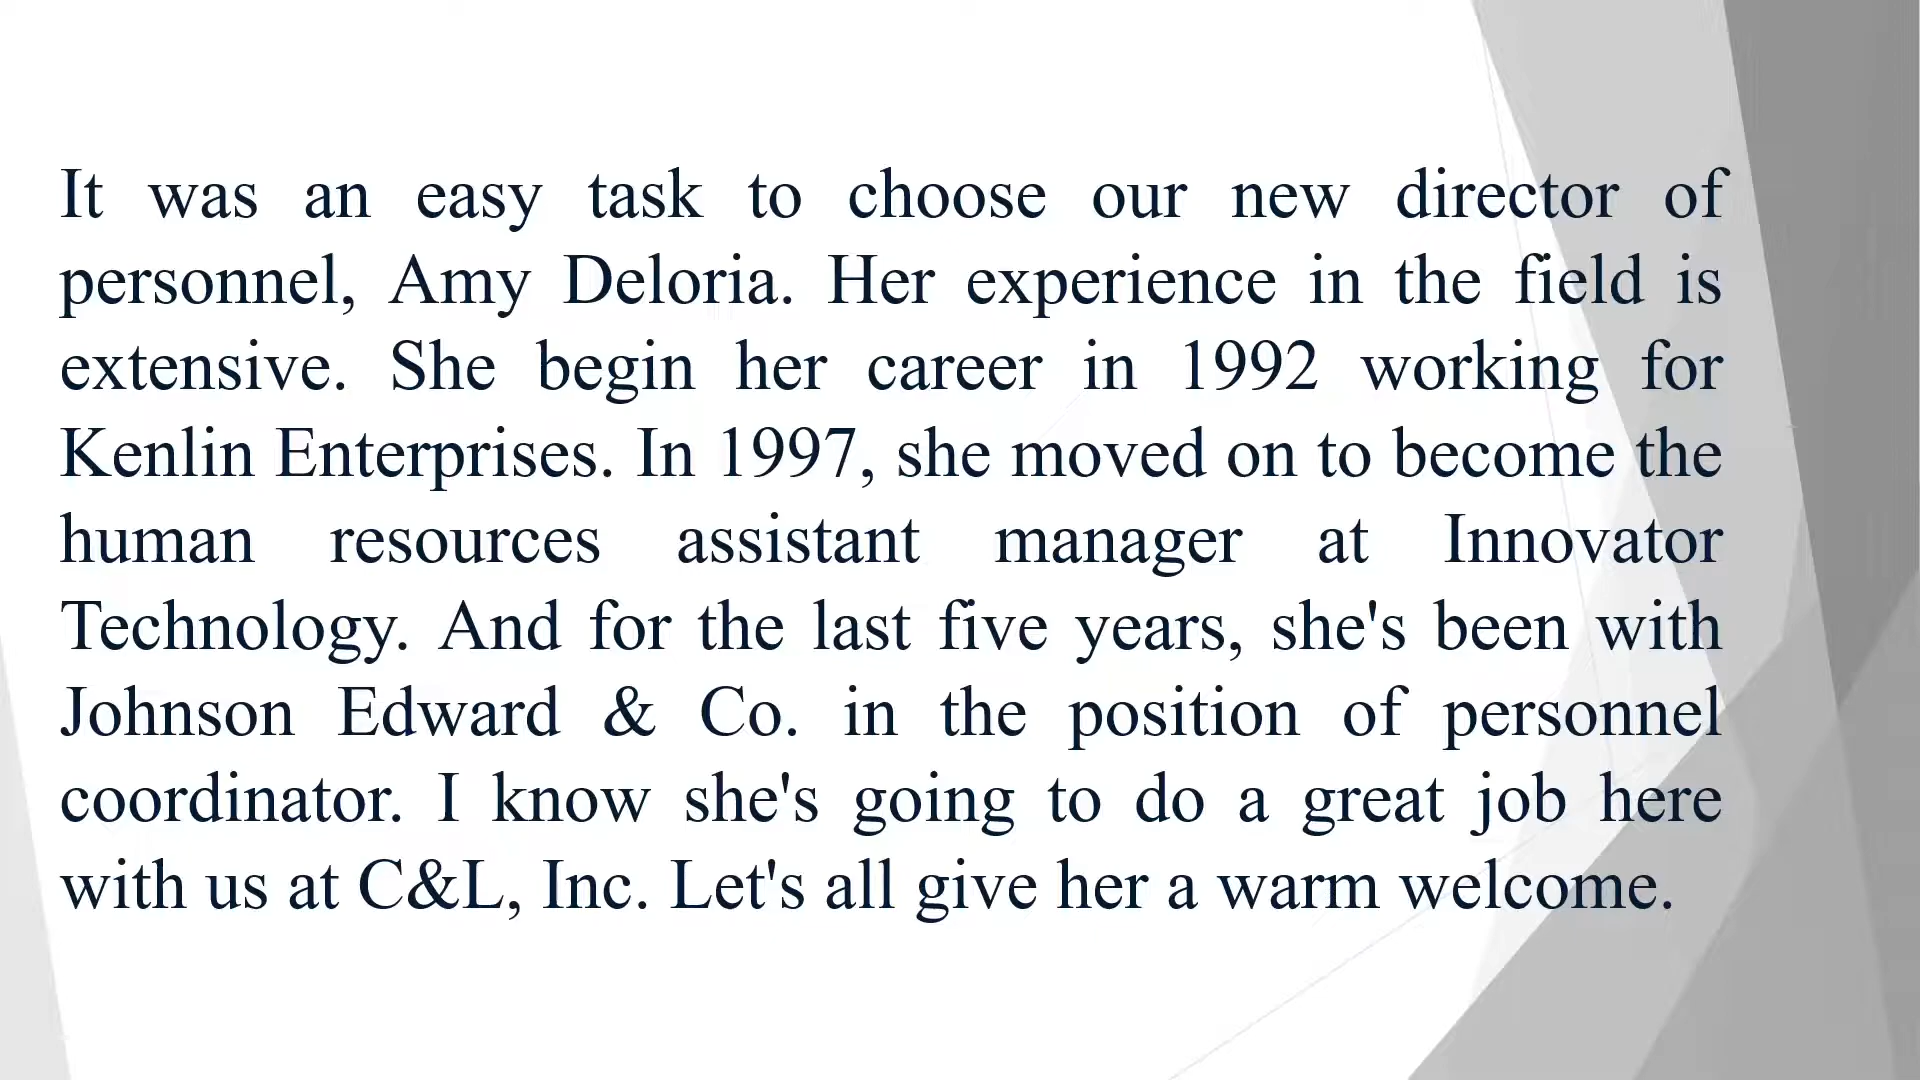 It was an easy task to choose our new director of
personnel, Amy Deloria. Her experience in the field is
extensive. She begin her career in 1992 working for
Kenlin Enterprises. In 1997, she moved on to become the
human resources assistant manager at Innovator
Technology. And for the last five years, she's been with
Johnson Edward & Co. in the position of personnel
coordinator. I know she's going to do a great job here
with us at C&L, Inc. Let's all give her a warm welcome.